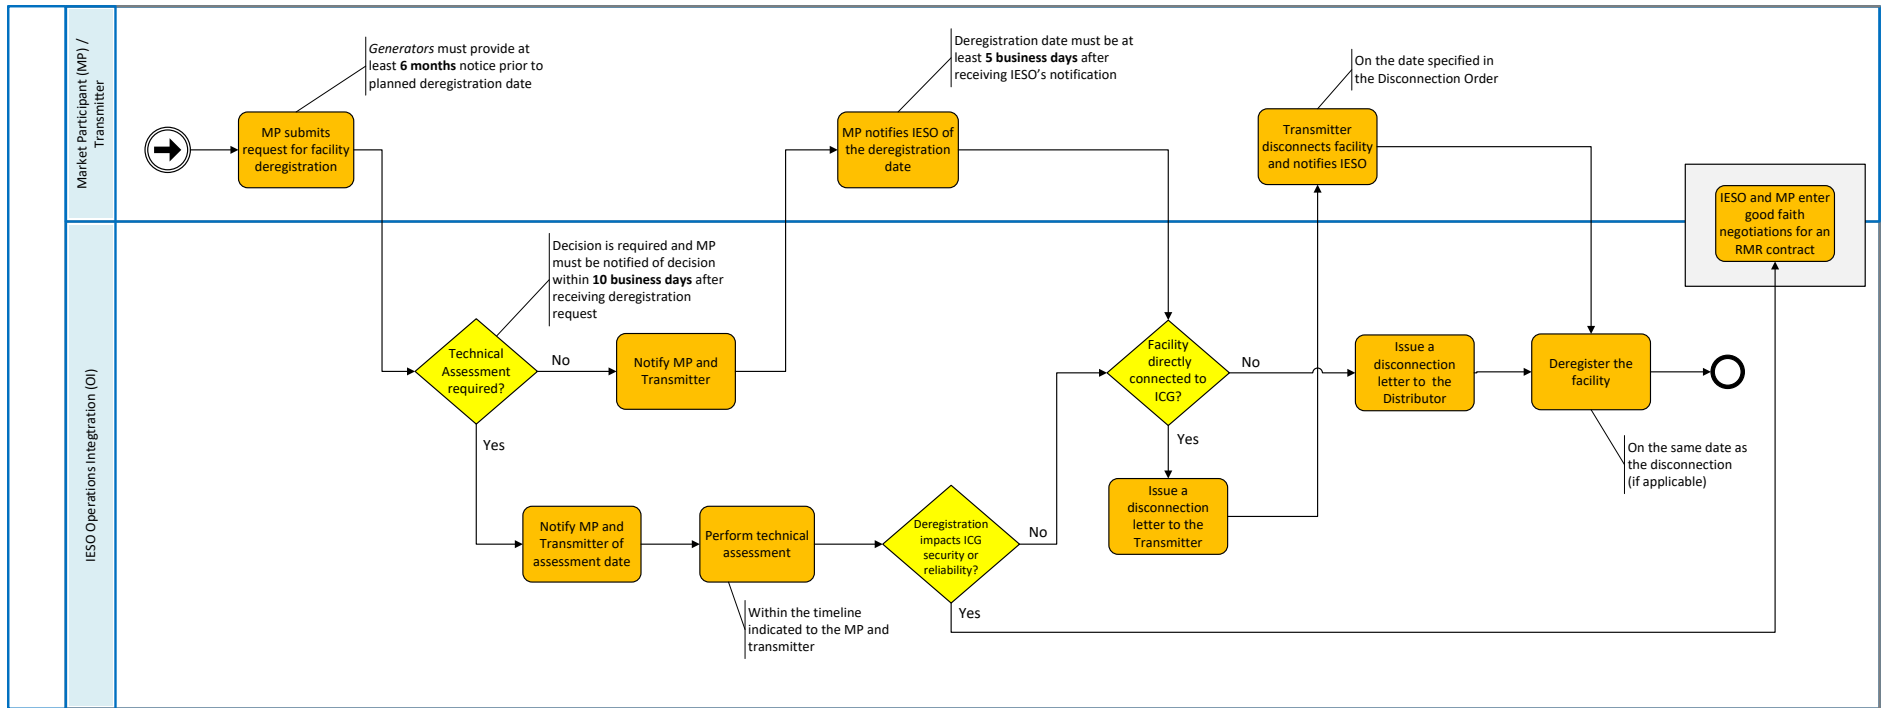 Market Participant (MP) /
Transmitter
Generators must provide at
least 6 months notice prior to
planned deregistration date
MP submits
request for facility
deregistration
Deregistration date must be at
least 5 business days after
receiving IESO's notification
MP notifies IESO of
the deregistration
date
On the date specified in
the Disconnection Order
Transmitter
disconnects facility
and notifies IESO
IESO and MP enter
good faith
negotiations for an
RMR contract
IESO Operations Integtration (OI)
Decision is required and MP
must be notified of decision
within 10 business days after
receiving deregistration
request
Technical
Assessment
required?
No
Notify MP and
Transmitter
Yes
Facility
directly
connected to
ICG?
No
Yes
Issue a
disconnection
letter to  the
Distributor
Deregister the
facility
On the same date as
the disconnection
(if applicable)
Issue a
disconnection
letter to the
Transmitter
Notify MP and
Transmitter of
assessment date
Perform technical
assessment
Within the timeline
indicated to the MP and
transmitter
Deregistration
impacts ICG
security or
reliability?
No
Yes